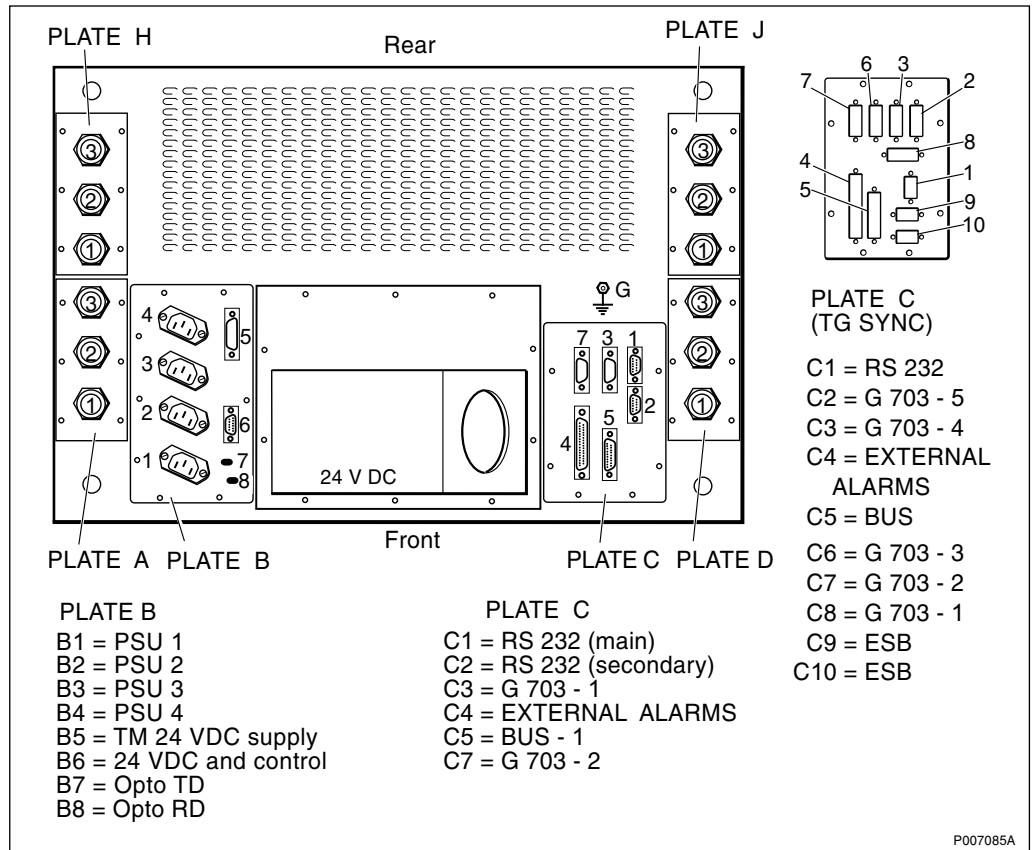 PLATE H
Rear
PLATE J
3
2
1
3
2
1
3
2
1
3
2
1
4
3
2
1
5
6
7
8
24 V DC
G
7 3 1
2
4
5
Front
PLATE A
PLATE B
PLATE C
PLATE D
7
6
3
2
8
4
1
5
9
10
PLATE C
(TG SYNC)
C1 = RS 232
C2 = G 703 - 5
C3 = G 703 - 4
C4 = EXTERNAL
ALARMS
C5 = BUS
C6 = G 703 - 3
C7 = G 703 - 2
C8 = G 703 - 1
C9 = ESB
C10 = ESB
PLATE B
B1 = PSU 1
B2 = PSU 2
B3 = PSU 3
B4 = PSU 4
B5 = TM 24 VDC supply
B6 = 24 VDC and control
B7 = Opto TD
B8 = Opto RD
PLATE C
C1 = RS 232 (main)
C2 = RS 232 (secondary)
C3 = G 703 - 1
C4 = EXTERNAL ALARMS
C5 = BUS - 1
C7 = G 703 - 2
P007085A